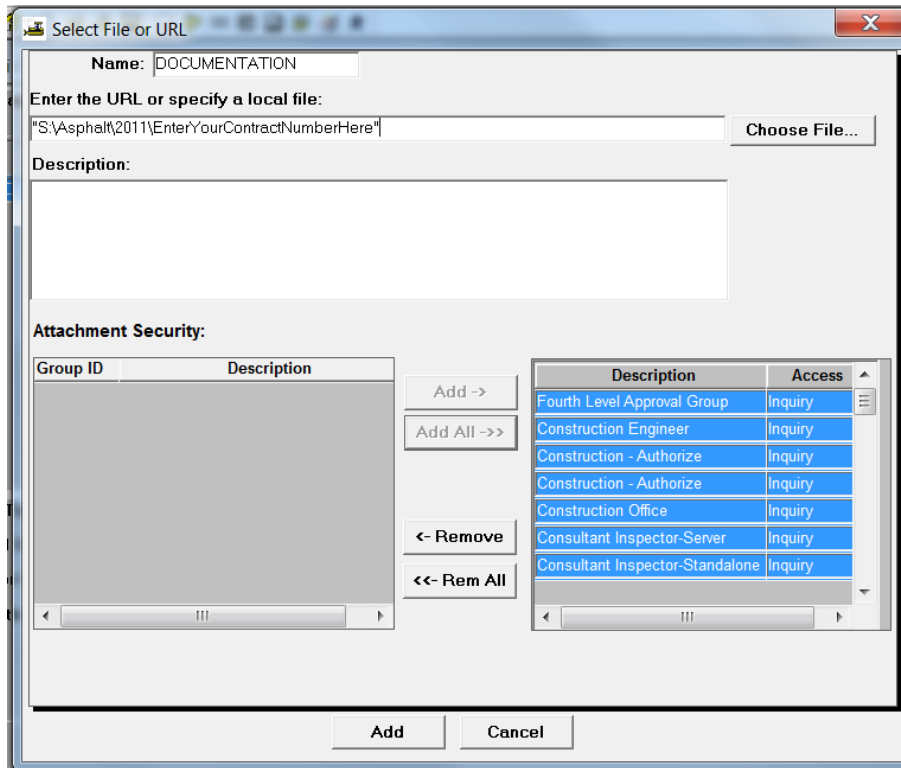 Select File or URL
X
Name: DOCUMENTATION
Enter the URL or specify a local file:
"S:\Asphalt\2011\EnterYourContractNumberHere"
Choose File...
Description:
Attachment Security:
Group ID Description
Add ->
Add All ->>
<- Remove
<<- Rem All
Description Access
Fourth Level Approval Group Inquiry
Construction Engineer Inquiry
Construction - Authorize Inquiry
Construction - Authorize Inquiry
Construction Office Inquiry
Consultant Inspector-Server Inquiry
Consultant Inspector-Standalone Inquiry
Add Cancel